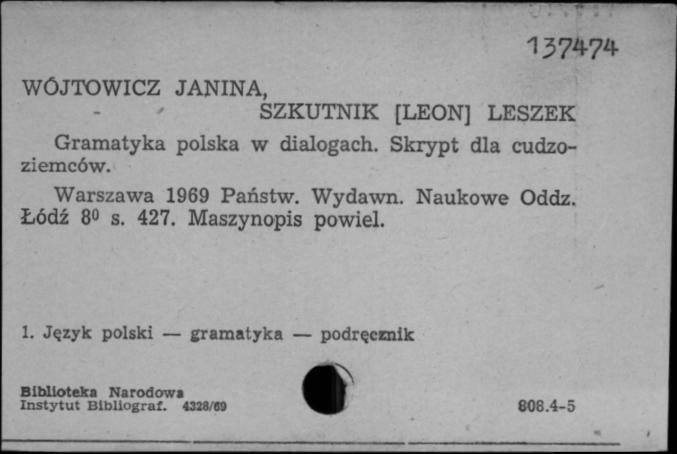 137474
WÓJTOWICZ JANINA,
SZKUTNIK [LEON] LESZEK
Gramatyka polska w dialogach. Skrypt dla cudzo-
ziemców.
Warszawa 1969 Państw. Wydawn. Naukowe Oddz.
Łódź 8º s. 427. Maszynopis powiel.
1. Język polski — gramatyka — podręcznik
Biblioteka Narodowa
Instytut Bibliograf. 4328/69
808.4-5